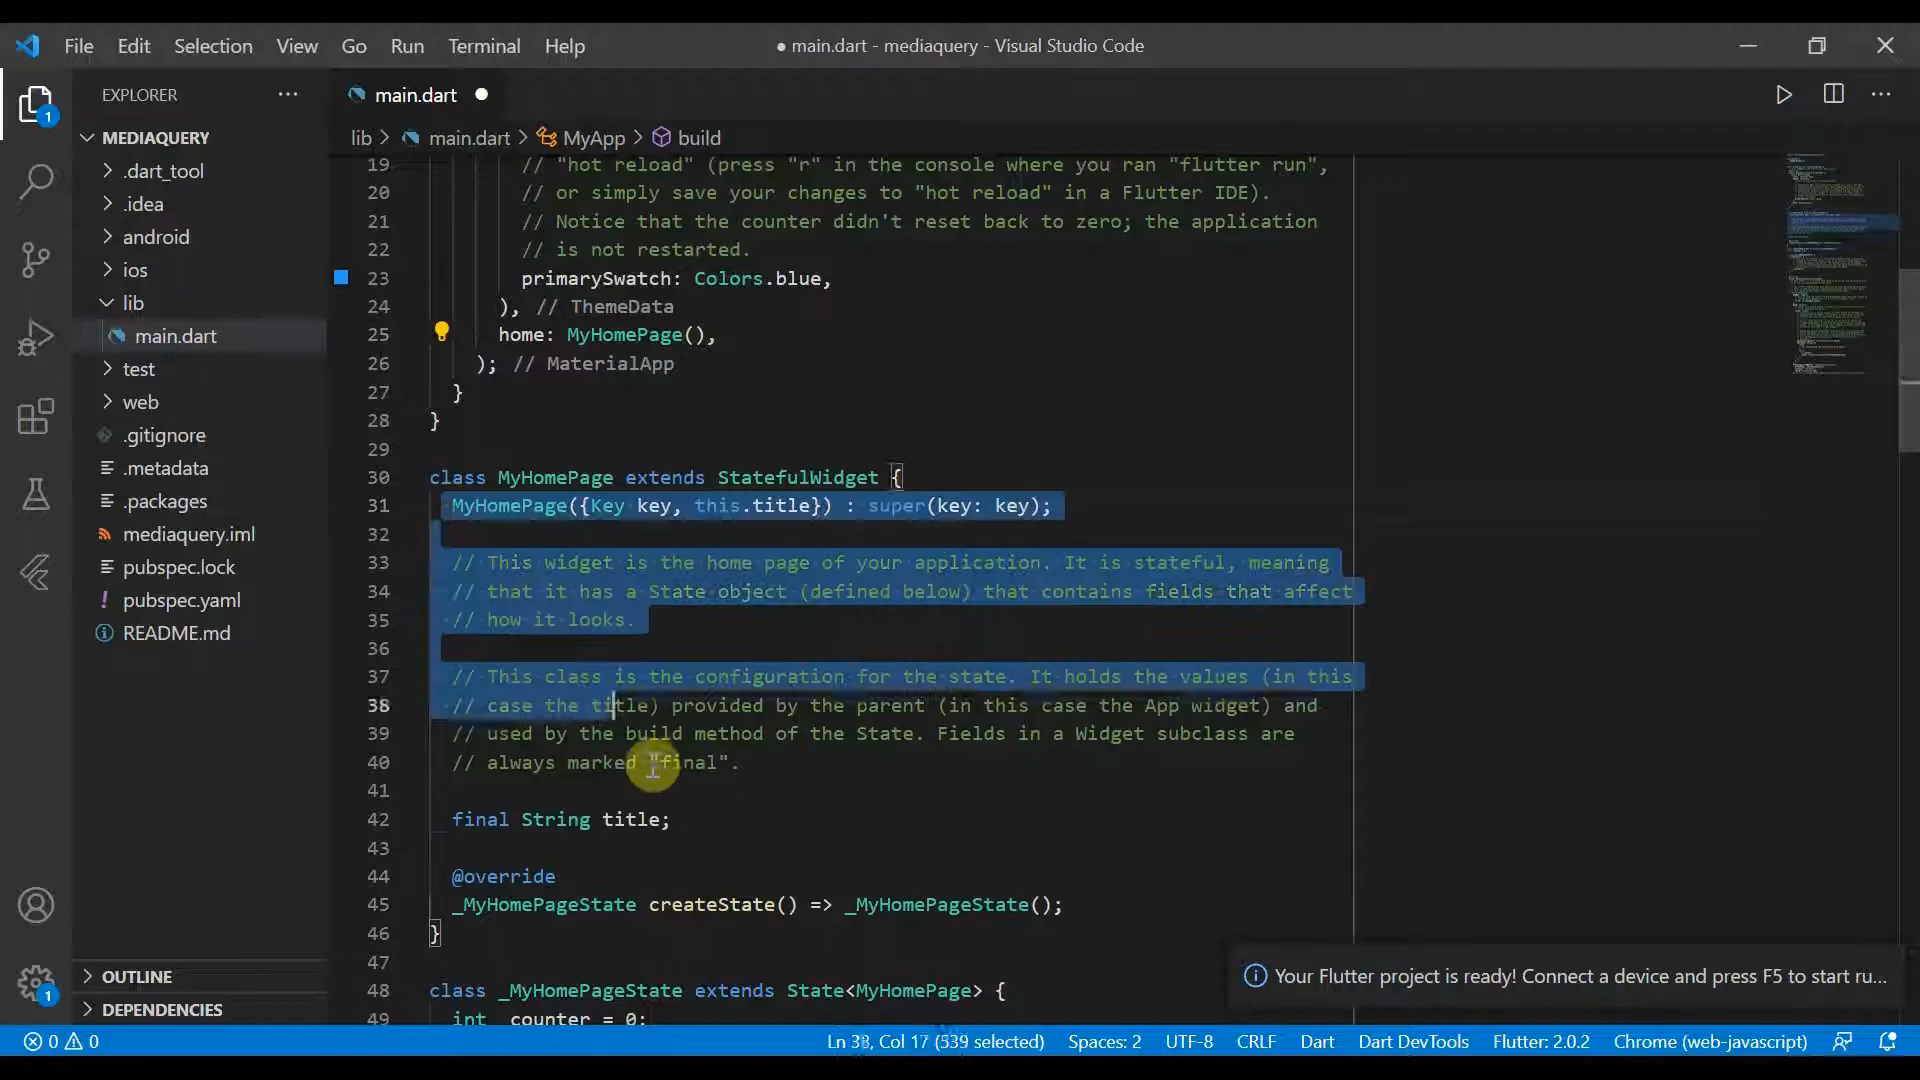 File Edit Selection View Go Run Terminal Help
● main.dart - mediaquery - Visual Studio Code
EXPLORER
MEDIAQUERY
.dart_tool
.idea
android
ios
lib
main.dart
test
web
.gitignore
.metadata
.packages
mediaquery.iml
pubspec.lock
pubspec.yaml
README.md
OUTLINE
DEPENDENCIES
1
1
main.dart ●
lib > main.dart > MyApp > build
19 // "hot reload" (press "r" in the console where you ran "flutter run",
20 // or simply save your changes to "hot reload" in a Flutter IDE).
21 // Notice that the counter didn't reset back to zero; the application
22 // is not restarted.
23 primarySwatch: Colors.blue,
24 ), // ThemeData
25 home: MyHomePage(),
26 ); // MaterialApp
27 }
28 }
29
30 class MyHomePage extends StatefulWidget {
31 MyHomePage({Key key, this.title}) : super(key: key);
32
33 // This widget is the home page of your application. It is stateful, meaning
34 // that it has a State object (defined below) that contains fields that affect
35 // how it looks.
36
37 // This class is the configuration for the state. It holds the values (in this
38 // case the title) provided by the parent (in this case the App widget) and
39 // used by the build method of the State. Fields in a Widget subclass are
40 // always marked "final".
41
42 final String title;
43
44 @override
45 _MyHomePageState createState() => _MyHomePageState();
46 }
47
48 class _MyHomePageState extends State<MyHomePage> {
49 int _counter = 0;
Your Flutter project is ready! Connect a device and press F5 to start ru...
0 0 Ln 38, Col 17 (539 selected) Spaces: 2 UTF-8 CRLF Dart Dart DevTools Flutter: 2.0.2 Chrome (web-javascript)